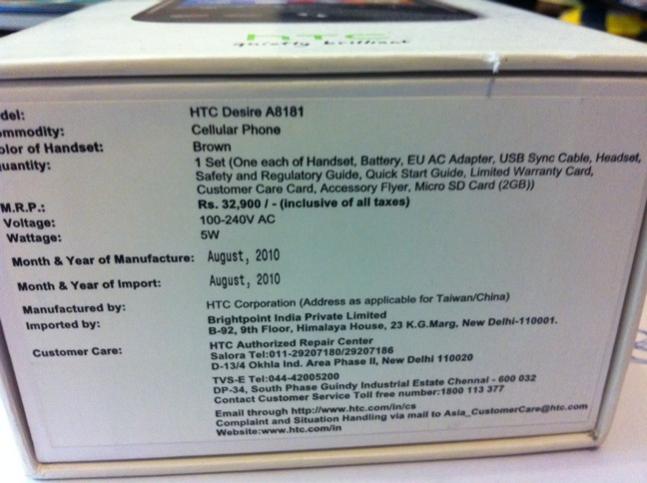 htc
quietly brilliant
del: HTC Desire A8181
ommodity: Cellular Phone
olor of Handset: Brown
uantity: 1 Set (One each of Handset, Battery, EU AC Adapter, USB Sync Cable, Headset,
Safety and Regulatory Guide, Quick Start Guide, Limited Warranty Card,
Customer Care Card, Accessory Flyer, Micro SD Card (2GB))
M.R.P.: Rs. 32,900 / - (inclusive of all taxes)
Voltage: 100-240V AC
Wattage: 5W
Month & Year of Manufacture: August, 2010
Month & Year of Import: August, 2010
Manufactured by: HTC Corporation (Address as applicable for Taiwan/China)
Imported by: Brightpoint India Private Limited
B-92, 9th Floor, Himalaya House, 23 K.G.Marg, New Delhi-110001.
Customer Care: HTC Authorized Repair Center
Salora Tel:011-29207180/29207186
D-13/4 Okhla Ind. Area Phase II, New Delhi 110020
TVS-E Tel:044-42005200
DP-34, South Phase Guindy Industrial Estate Chennai - 600 032
Contact Customer Service Toll free number:1800 113 377
Email through http://www.htc.com/in/cs
Complaint and Situation Handling via mail to Asia_CustomerCare@htc.com
Website:www.htc.com/in